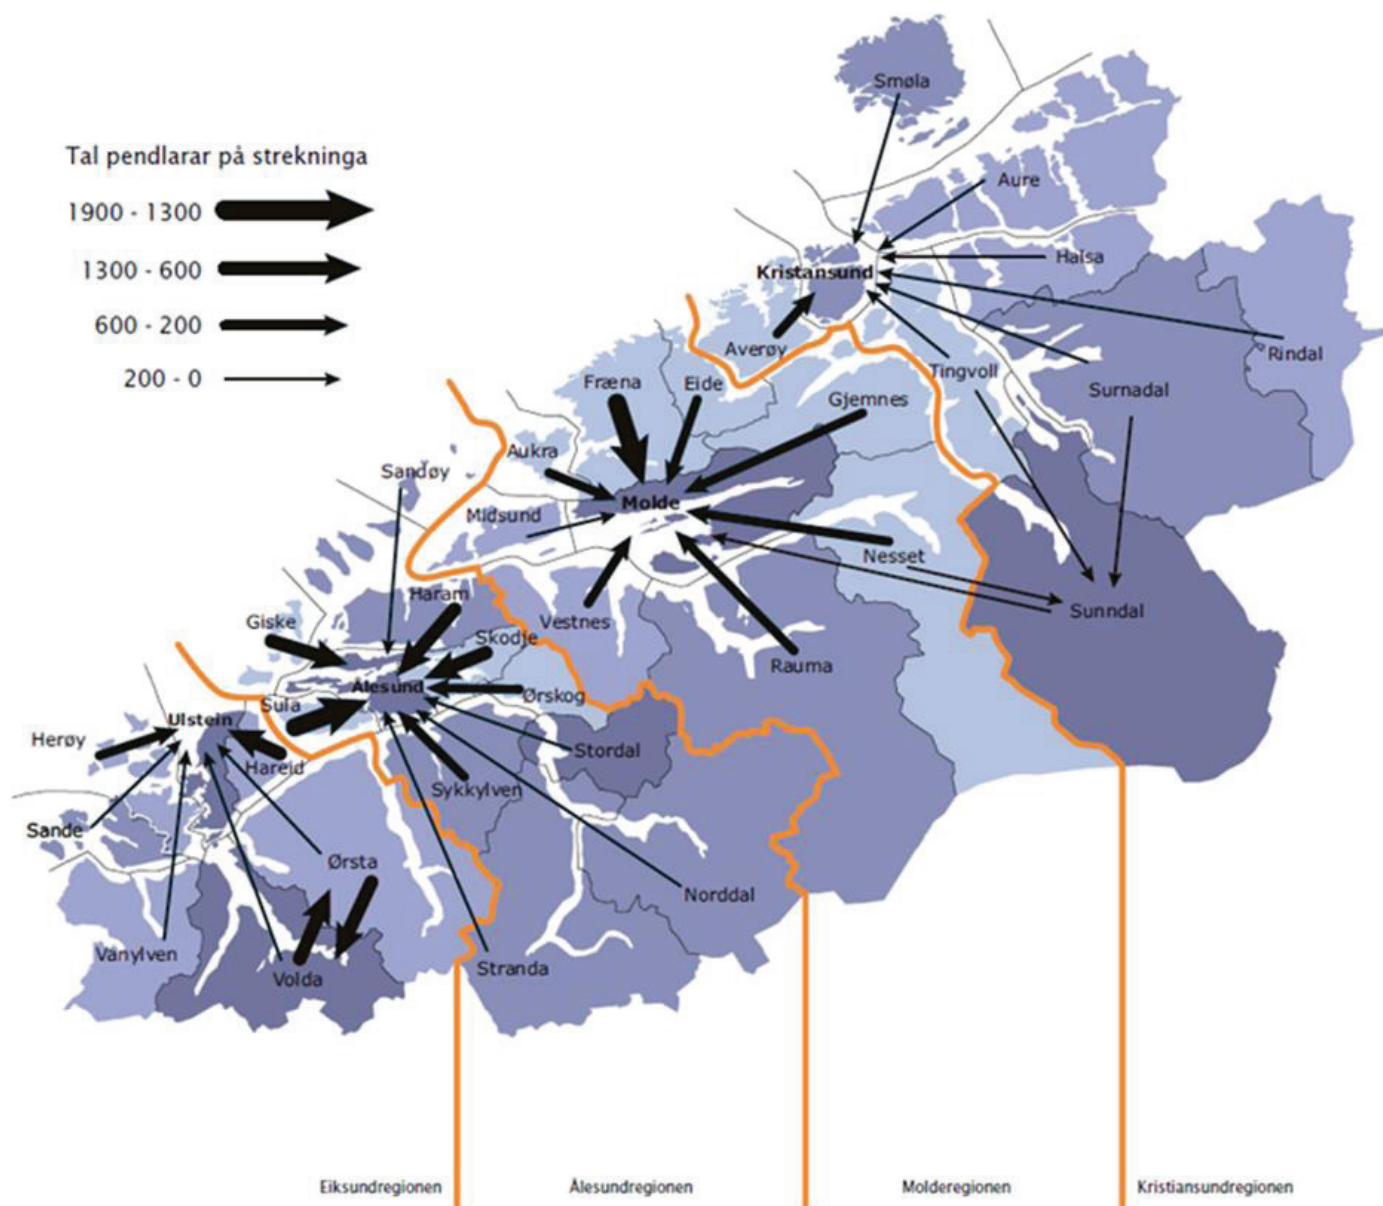 Tal pendlarar på strekninga
1900 - 1300
1300 - 600
600 - 200
200 - 0
Smøla
Aure
Halsa
Kristansund
Averøy
Tingvoll
Rindal
Surnadal
Fræna
Eide
Gjemnes
Aukra
Sandøy
Molde
Midsund
Nesset
Sunndal
Haram
Vestnes
Giske
Skodje
Rauma
Ålesund
Ørskog
Sula
Ulstein
Herøy
Stordal
Hareid
Sykkylven
Sande
Ørsta
Norddal
Vanylven
Volda
Stranda
Eiksundregionen
Ålesundregionen
Molderegionen
Kristiansundregionen